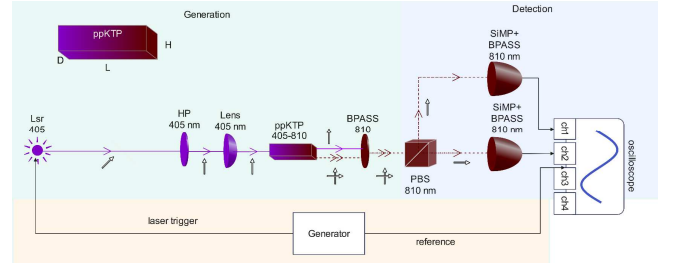 Generation
Detection
ppKTP
H
D
L
SiMP+
BPASS
810 nm
Lsr
405
HP
405 nm
Lens
405 nm
ppKTP
405-810
BPASS
810
SiMP+
BPASS
810 nm
PBS
810 nm
ch1
ch2
ch3
ch4
oscilloscope
laser trigger
Generator
reference